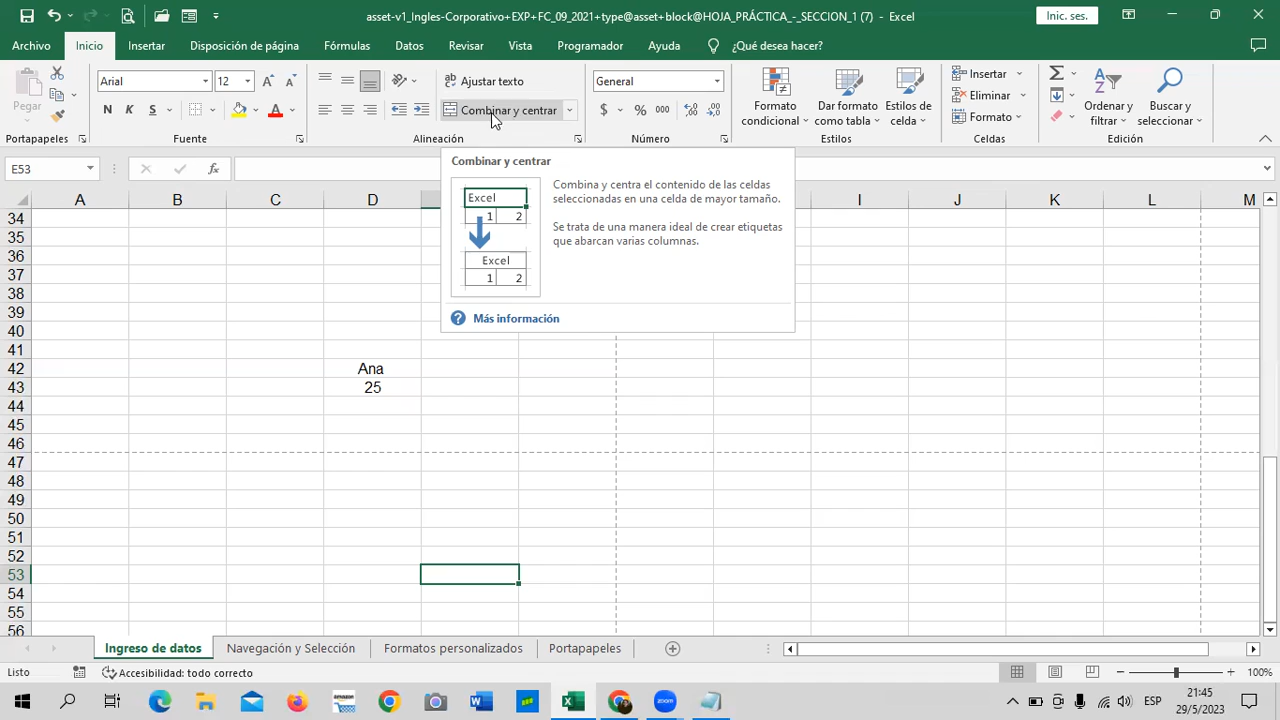 asset-v1_Ingles-Corporativo+EXP+FC_09_2021+type@asset+block@HOJA_PRÁCTICA_-_SECCION_1 (7) - Excel
Inic. ses.
Archivo Inicio Insertar Disposición de página Fórmulas Datos Revisar Vista Programador Ayuda ¿Qué desea hacer?
Pegar
Portapapeles
Arial 12
N K S
Fuente
ab Ajustar texto
Combinar y centrar
Alineación
General
$ % 000
Número
Formato condicional
Dar formato como tabla
Estilos de celda
Estilos
Insertar
Eliminar
Formato
Celdas
Ordenar y filtrar
Buscar y seleccionar
Edición
E53 fx
Combinar y centrar
Excel
1 2
Excel
1 2
Combina y centra el contenido de las celdas
seleccionadas en una celda de mayor tamaño.
Se trata de una manera ideal de crear etiquetas
que abarcan varias columnas.
Más información
A B C D I J K L M
34
35
36
37
38
39
40
41
42 Ana
43 25
44
45
46
47
48
49
50
51
52
53
54
55
56
Ingreso de datos Navegación y Selección Formatos personalizados Portapapeles
Listo Accesibilidad: todo correcto 100%
ESP
21:45
29/5/2023